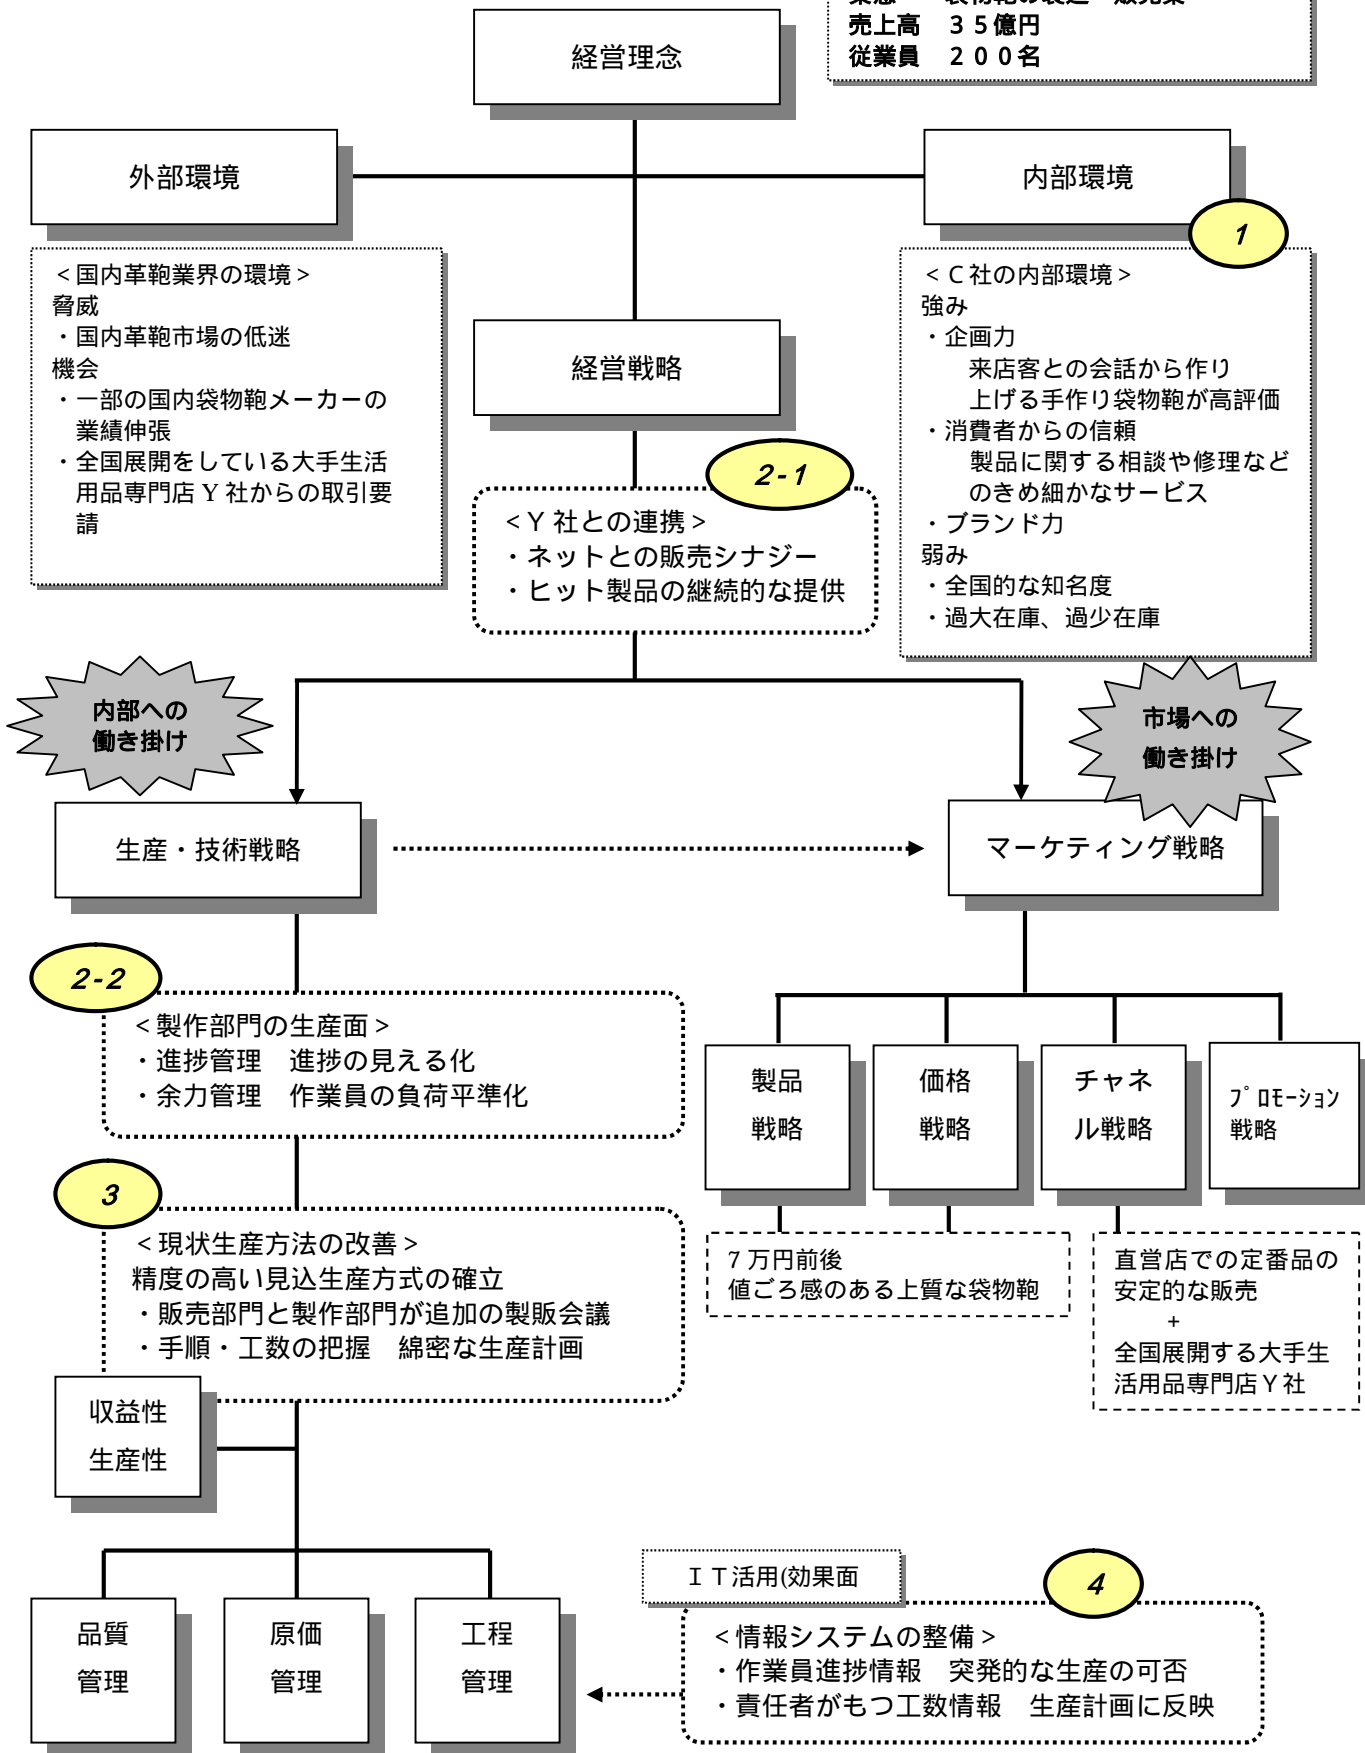 売上高　３５億円
従業員　２００名
経営理念
外部環境
内部環境
1
＜国内革鞄業界の環境＞
脅威
・国内革鞄市場の低迷
機会
・一部の国内袋物鞄メーカーの
業績伸張
・全国展開をしている大手生活
用品専門店 Y 社からの取引要
請
＜Ｃ社の内部環境＞
強み
・企画力
来店客との会話から作り
上げる手作り袋物鞄が高評価
・消費者からの信頼
製品に関する相談や修理など
のきめ細かなサービス
・ブランド力
弱み
・全国的な知名度
・過大在庫、過少在庫
経営戦略
2-1
＜Y 社との連携＞
・ネットとの販売シナジー
・ヒット製品の継続的な提供
内部への
働き掛け
市場への
働き掛け
生産・技術戦略
マーケティング戦略
2-2
＜製作部門の生産面＞
・進捗管理　進捗の見える化
・余力管理　作業員の負荷平準化
3
＜現状生産方法の改善＞
精度の高い見込生産方式の確立
・販売部門と製作部門が追加の製販会議
・手順・工数の把握　綿密な生産計画
製品
戦略
価格
戦略
チャネ
ル戦略
ﾌﾟﾛﾓｰｼｮﾝ
戦略
7 万円前後
値ごろ感のある上質な袋物鞄
直営店での定番品の
安定的な販売
+
全国展開する大手生
活用品専門店Ｙ社
収益性
生産性
品質
管理
原価
管理
工程
管理
ＩＴ活用(効果面
4
＜情報システムの整備＞
・作業員進捗情報　突発的な生産の可否
・責任者がもつ工数情報　生産計画に反映